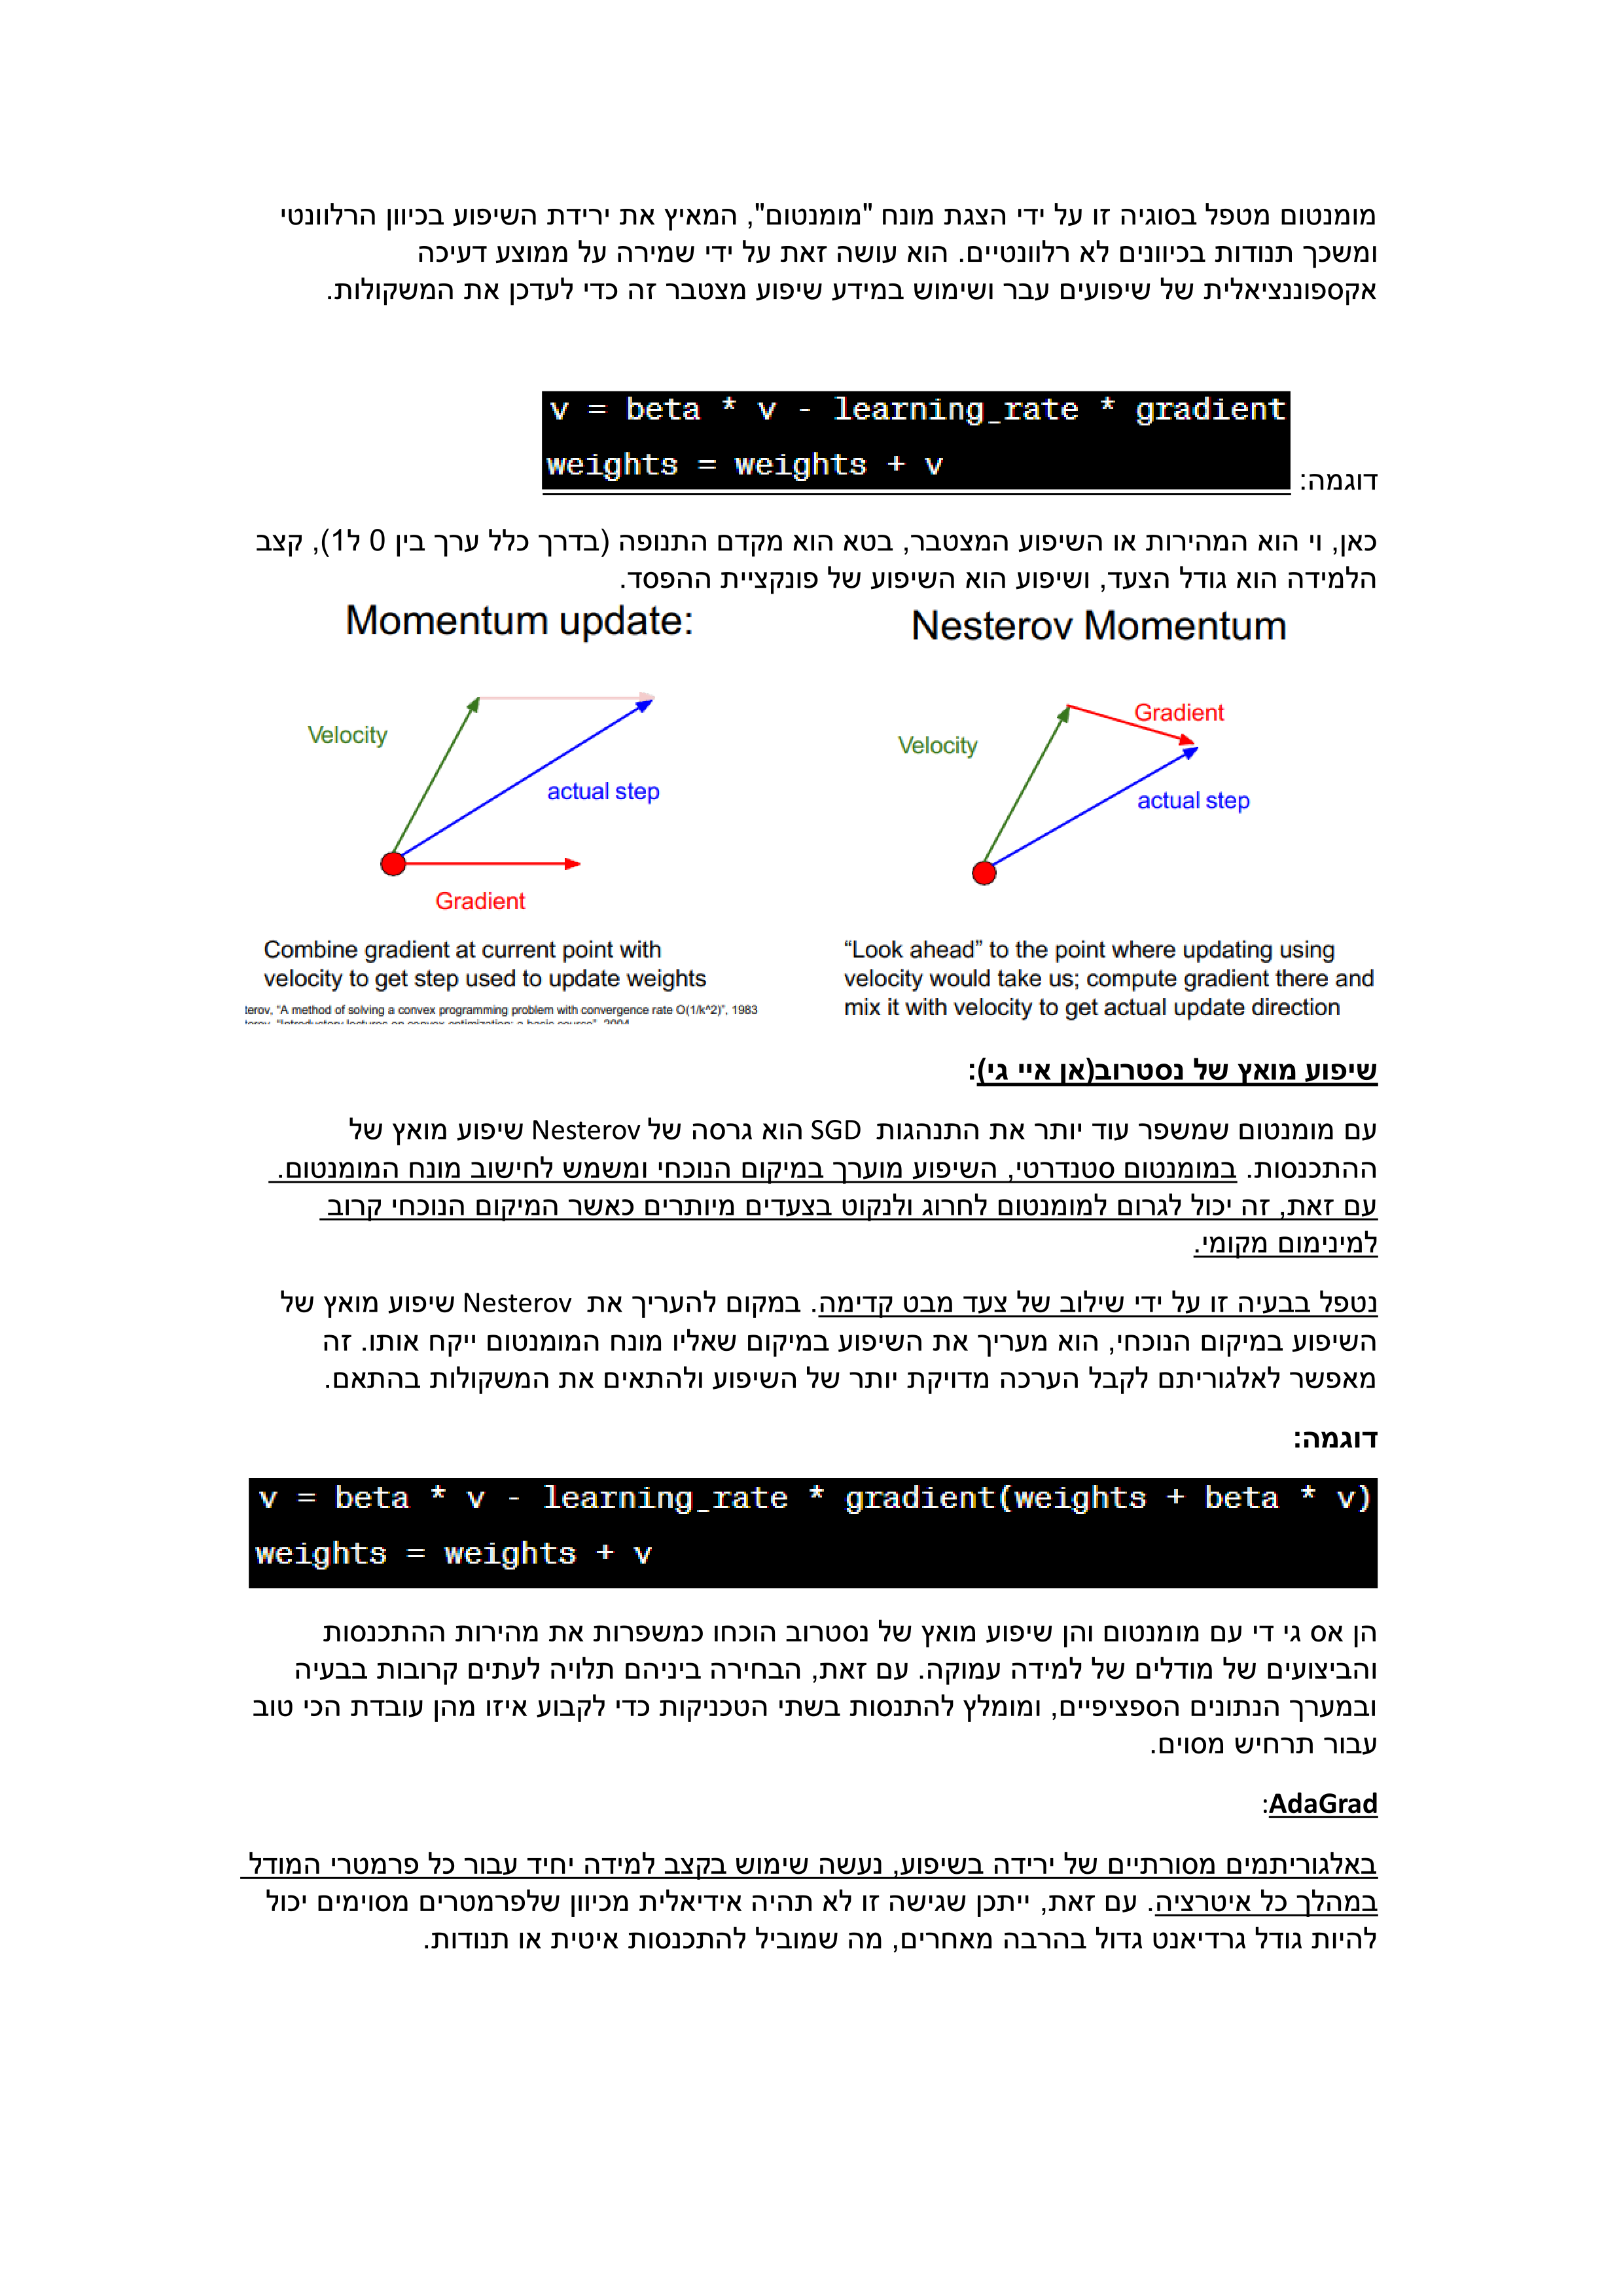 מומנטום מטפל בסוגיה זו על ידי הצגת מונח "מומנטום", המאיץ את ירידת השיפוע בכיוון הרלוונטי
ומשכך תנודות בכיוונים לא רלוונטיים. הוא עושה זאת על ידי שמירה על ממוצע דעיכה
אקספוננציאלית של שיפועים עבר ושימוש במידע שיפוע מצטבר זה כדי לעדכן את המשקולות.
v = beta * v - learning_rate * gradient
weights = weights + v
דוגמה:
כאן, וי הוא המהירות או השיפוע המצטבר, בטא הוא מקדם התנופה (בדרך כלל ערך בין 0 ל1), קצב
הלמידה הוא גודל הצעד, ושיפוע הוא השיפוע של פונקציית ההפסד.
Momentum update:
Velocity
actual step
Gradient
Combine gradient at current point with
velocity to get step used to update weights
terov, “A method of solving a convex programming problem with convergence rate O(1/k^2)”, 1983
terov, “Introductory lectures on convex optimization: a basic course”, 2004
Nesterov Momentum
Gradient
Velocity
actual step
“Look ahead” to the point where updating using
velocity would take us; compute gradient there and
mix it with velocity to get actual update direction
שיפוע מואץ של נסטרוב(אן איי גי):
עם מומנטום שמשפר עוד יותר את התנהגות SGD הוא גרסה של Nesterov שיפוע מואץ של
ההתכנסות. במומנטום סטנדרטי, השיפוע מוערך במיקום הנוכחי ומשמש לחישוב מונח המומנטום.
עם זאת, זה יכול לגרום למומנטום לחרוג ולנקוט בצעדים מיותרים כאשר המיקום הנוכחי קרוב
למינימום מקומי.
נטפל בבעיה זו על ידי שילוב של צעד מבט קדימה. במקום להעריך את Nesterov שיפוע מואץ של
השיפוע במיקום הנוכחי, הוא מעריך את השיפוע במיקום שאליו מונח המומנטום ייקח אותו. זה
מאפשר לאלגוריתם לקבל הערכה מדויקת יותר של השיפוע ולהתאים את המשקולות בהתאם.
דוגמה:
v = beta * v - learning_rate * gradient(weights + beta * v)
weights = weights + v
הן אס גי די עם מומנטום והן שיפוע מואץ של נסטרוב הוכחו כמשפרות את מהירות ההתכנסות
והביצועים של מודלים של למידה עמוקה. עם זאת, הבחירה ביניהם תלויה לעתים קרובות בבעיה
ובמערך הנתונים הספציפיים, ומומלץ להתנסות בשתי הטכניקות כדי לקבוע איזו מהן עובדת הכי טוב
עבור תרחיש מסוים.
AdaGrad:
באלגוריתמים מסורתיים של ירידה בשיפוע, נעשה שימוש בקצב למידה יחיד עבור כל פרמטרי המודל
במהלך כל איטרציה. עם זאת, ייתכן שגישה זו לא תהיה אידיאלית מכיוון שלפרמטרים מסוימים יכול
להיות גודל גרדיאנט גדול בהרבה מאחרים, מה שמוביל להתכנסות איטית או תנודות.